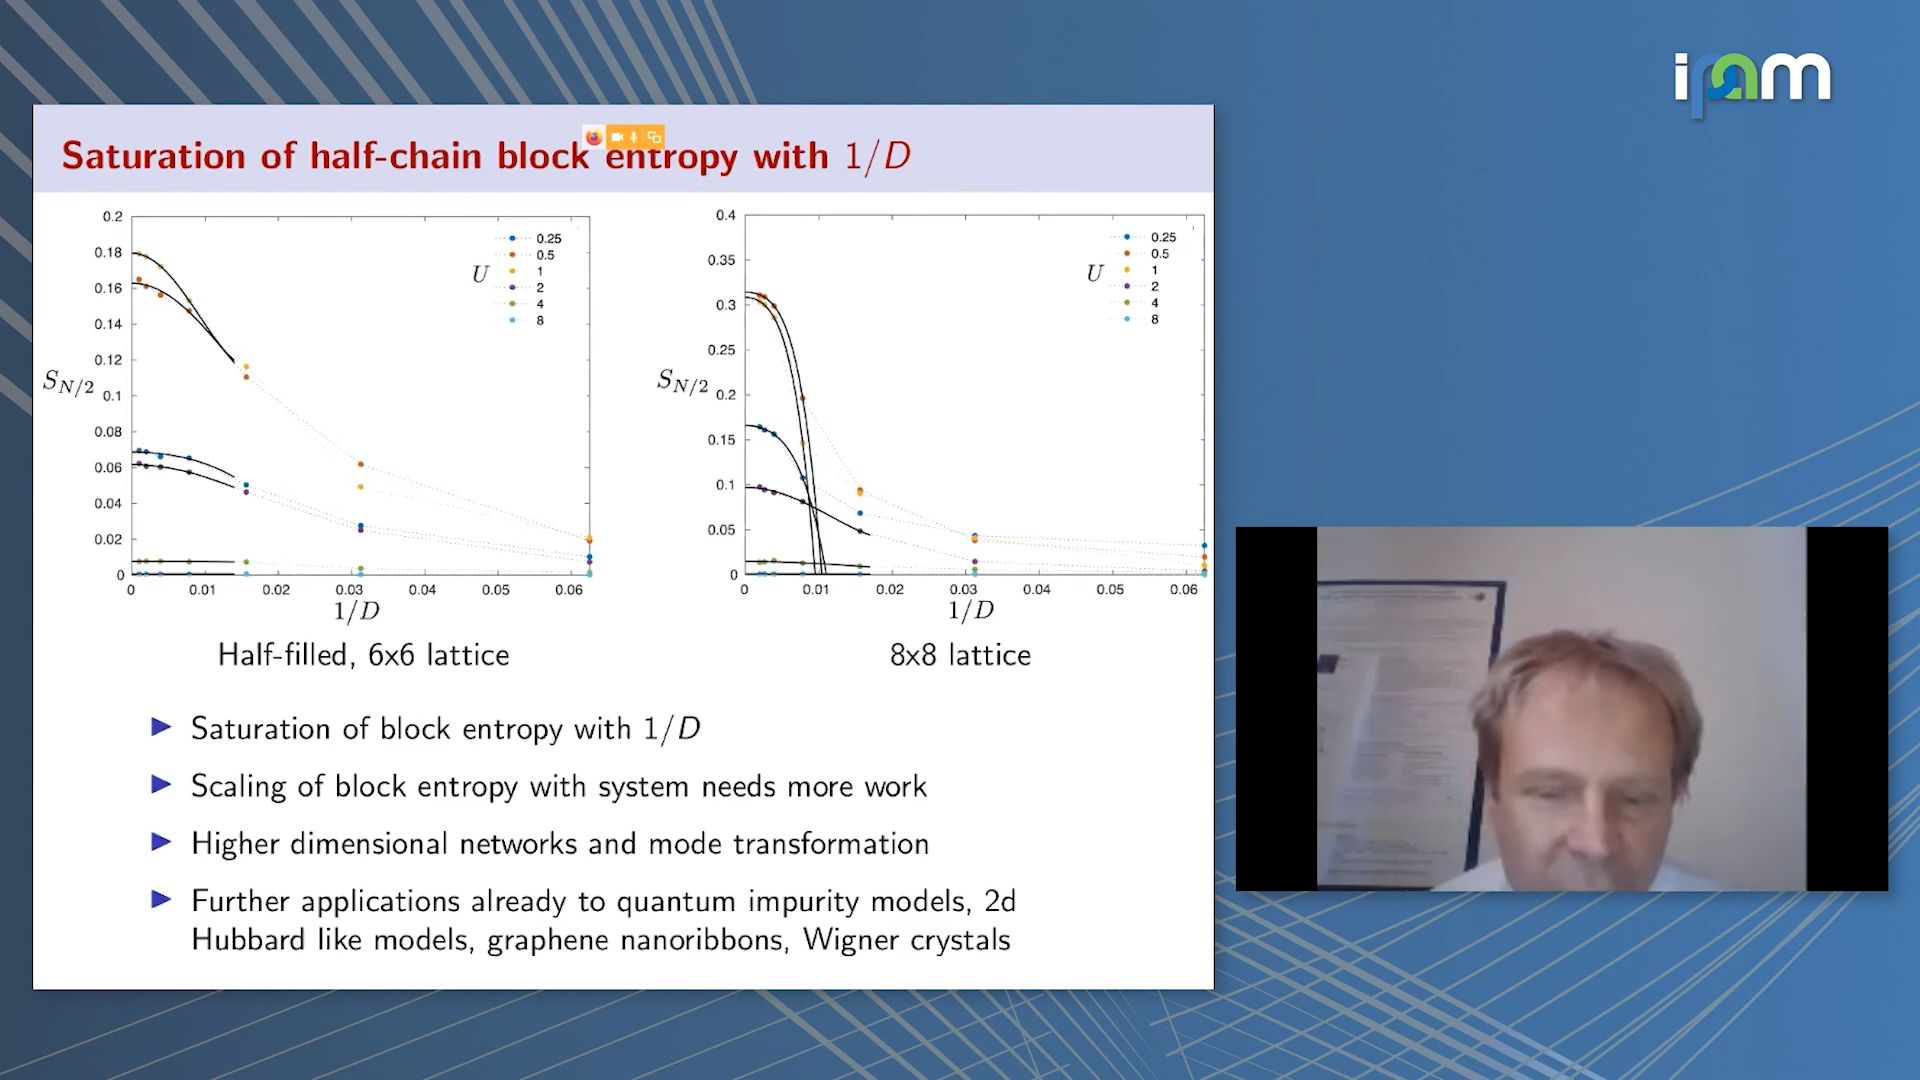 ipam
Saturation of half-chain block entropy with 1/D
0.2
0.18
0.16
0.14
0.12
0.1
0.08
0.06
0.04
0.02
0
S_{N/2}
U
0.25
0.5
1
2
4
8
0 0.01 0.02 0.03 0.04 0.05 0.06
1/D
Half-filled, 6x6 lattice
0.4
0.35
0.3
0.25
0.2
0.15
0.1
0.05
0
S_{N/2}
U
0.25
0.5
1
2
4
8
0 0.01 0.02 0.03 0.04 0.05 0.06
1/D
8x8 lattice
Saturation of block entropy with 1/D
Scaling of block entropy with system needs more work
Higher dimensional networks and mode transformation
Further applications already to quantum impurity models, 2d
Hubbard like models, graphene nanoribbons, Wigner crystals